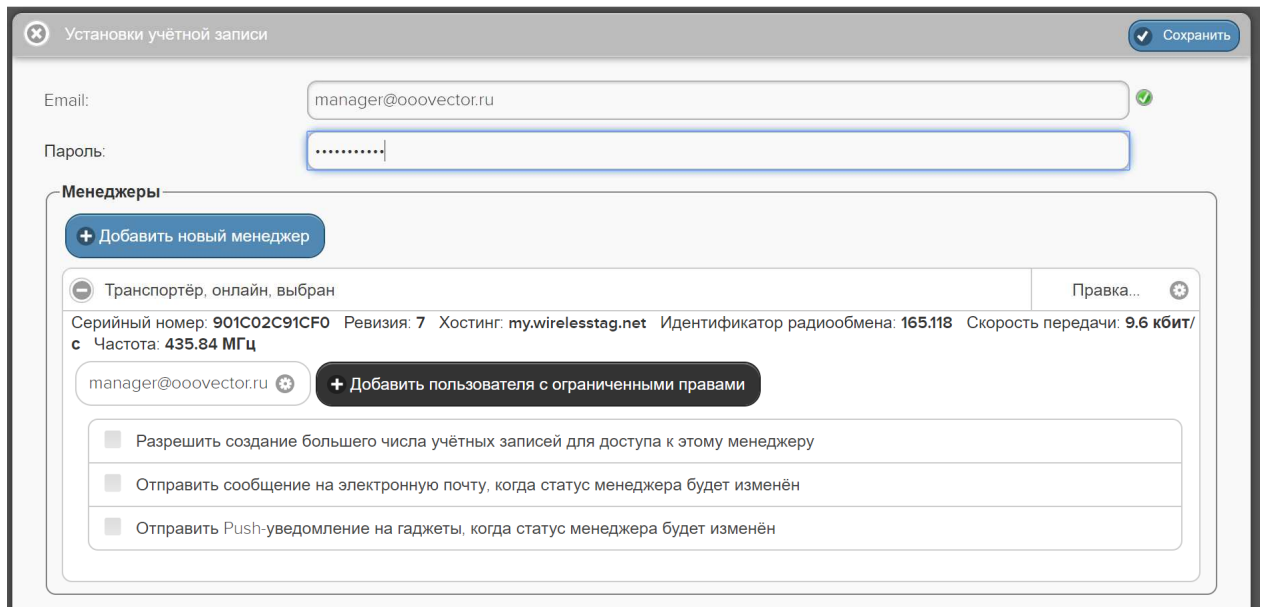 Установки учётной записи
Сохранить
Email:
manager@ooovector.ru
Пароль:
•••••••••••
Менеджеры
Добавить новый менеджер
Транспортёр, онлайн, выбран
Правка...
Серийный номер: 901C02C91CF0 Ревизия: 7 Хостинг: my.wirelesstag.net Идентификатор радиообмена: 165.118 Скорость передачи: 9.6 кбит/
с Частота: 435.84 МГц
manager@ooovector.ru
Добавить пользователя с ограниченными правами
Разрешить создание большего числа учётных записей для доступа к этому менеджеру
Отправить сообщение на электронную почту, когда статус менеджера будет изменён
Отправить Push-уведомление на гаджеты, когда статус менеджера будет изменён